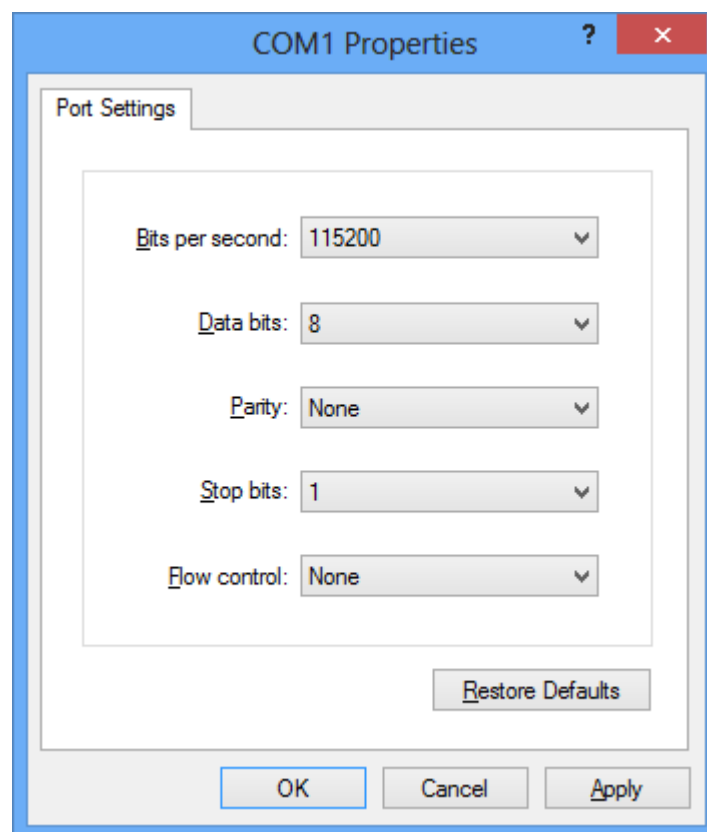 COM1 Properties ?
Port Settings
Bits per second: 115200
Data bits: 8
Parity: None
Stop bits: 1
Flow control: None
Restore Defaults
OK Cancel Apply